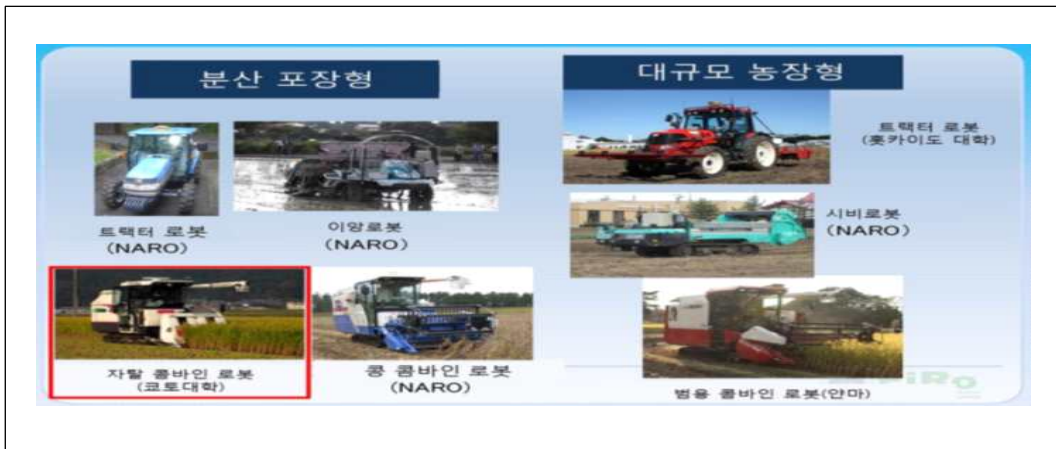 분산 포장형
대규모 농장형
트랙터 로봇
(NARO)
이앙로봇
(NARO)
자탈 콤바인 로봇
(쿄토대학)
콩 콤바인 로봇
(NARO)
트랙터 로봇
(홋카이도 대학)
시비로봇
(NARO)
범용 콤바인 로봇(얀마)